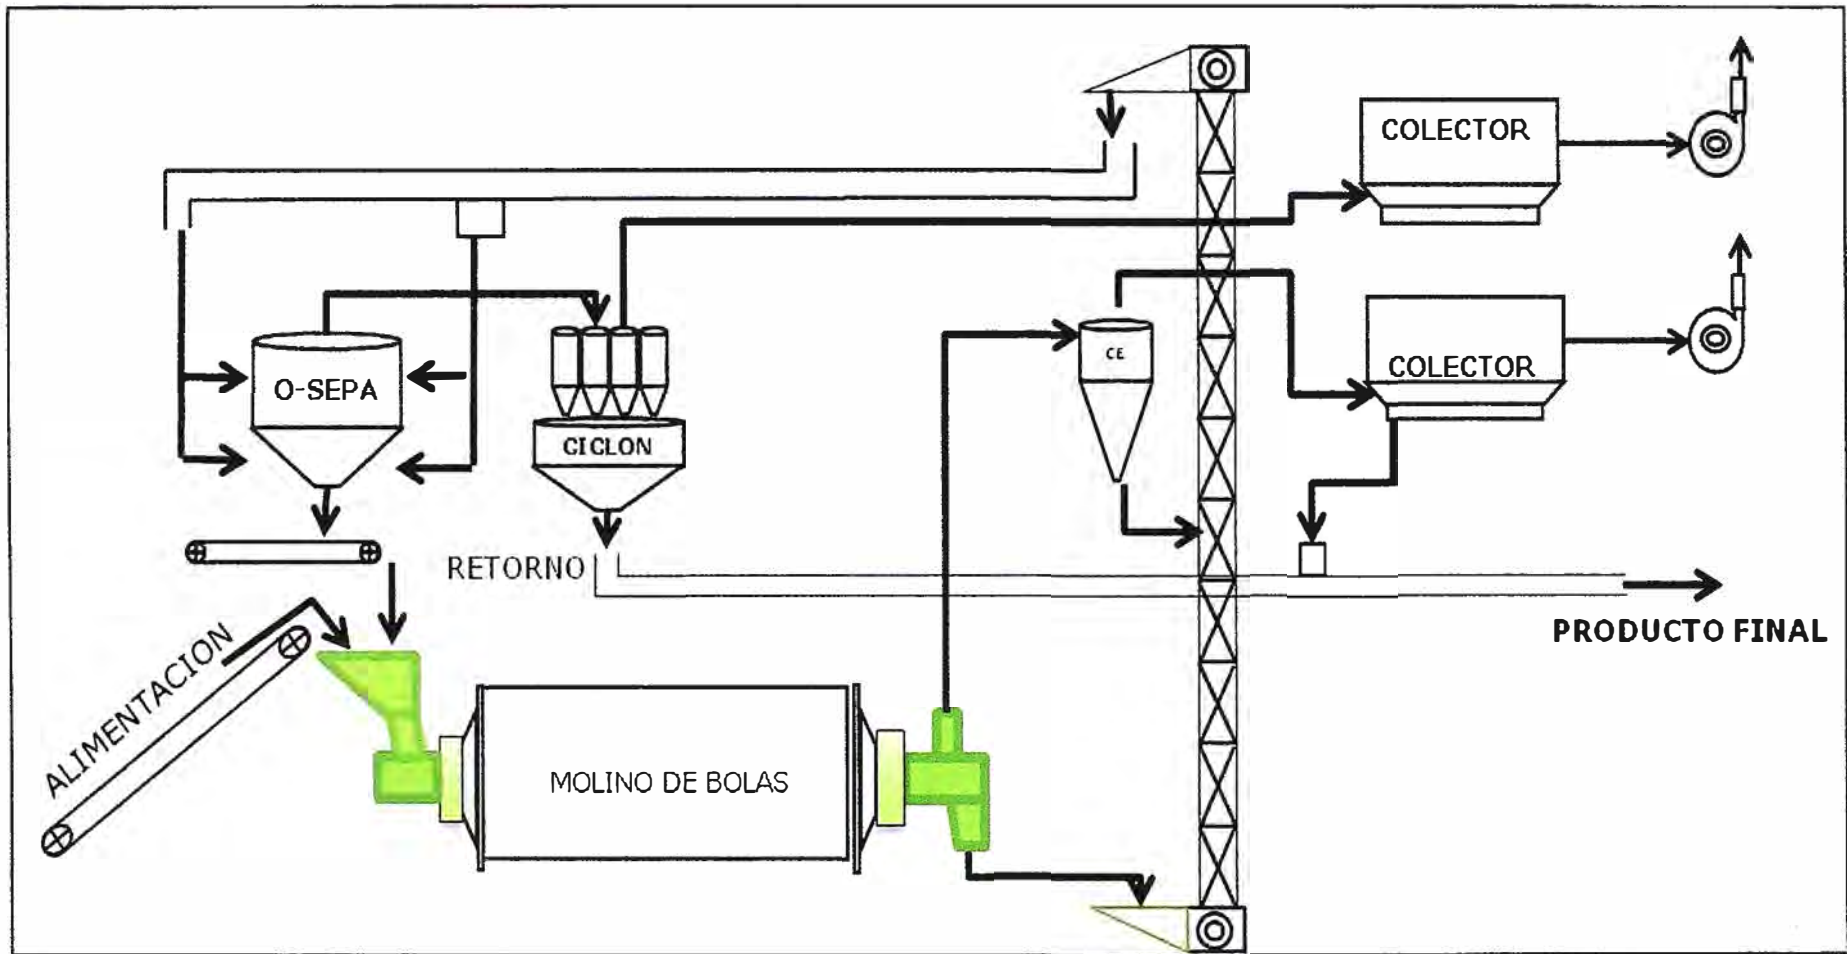 COLECTOR
O-SEPA
CE
COLECTOR
CICLON
RETORNO
PRODUCTO FINAL
ALIMENTACION
MOLINO DE BOLAS